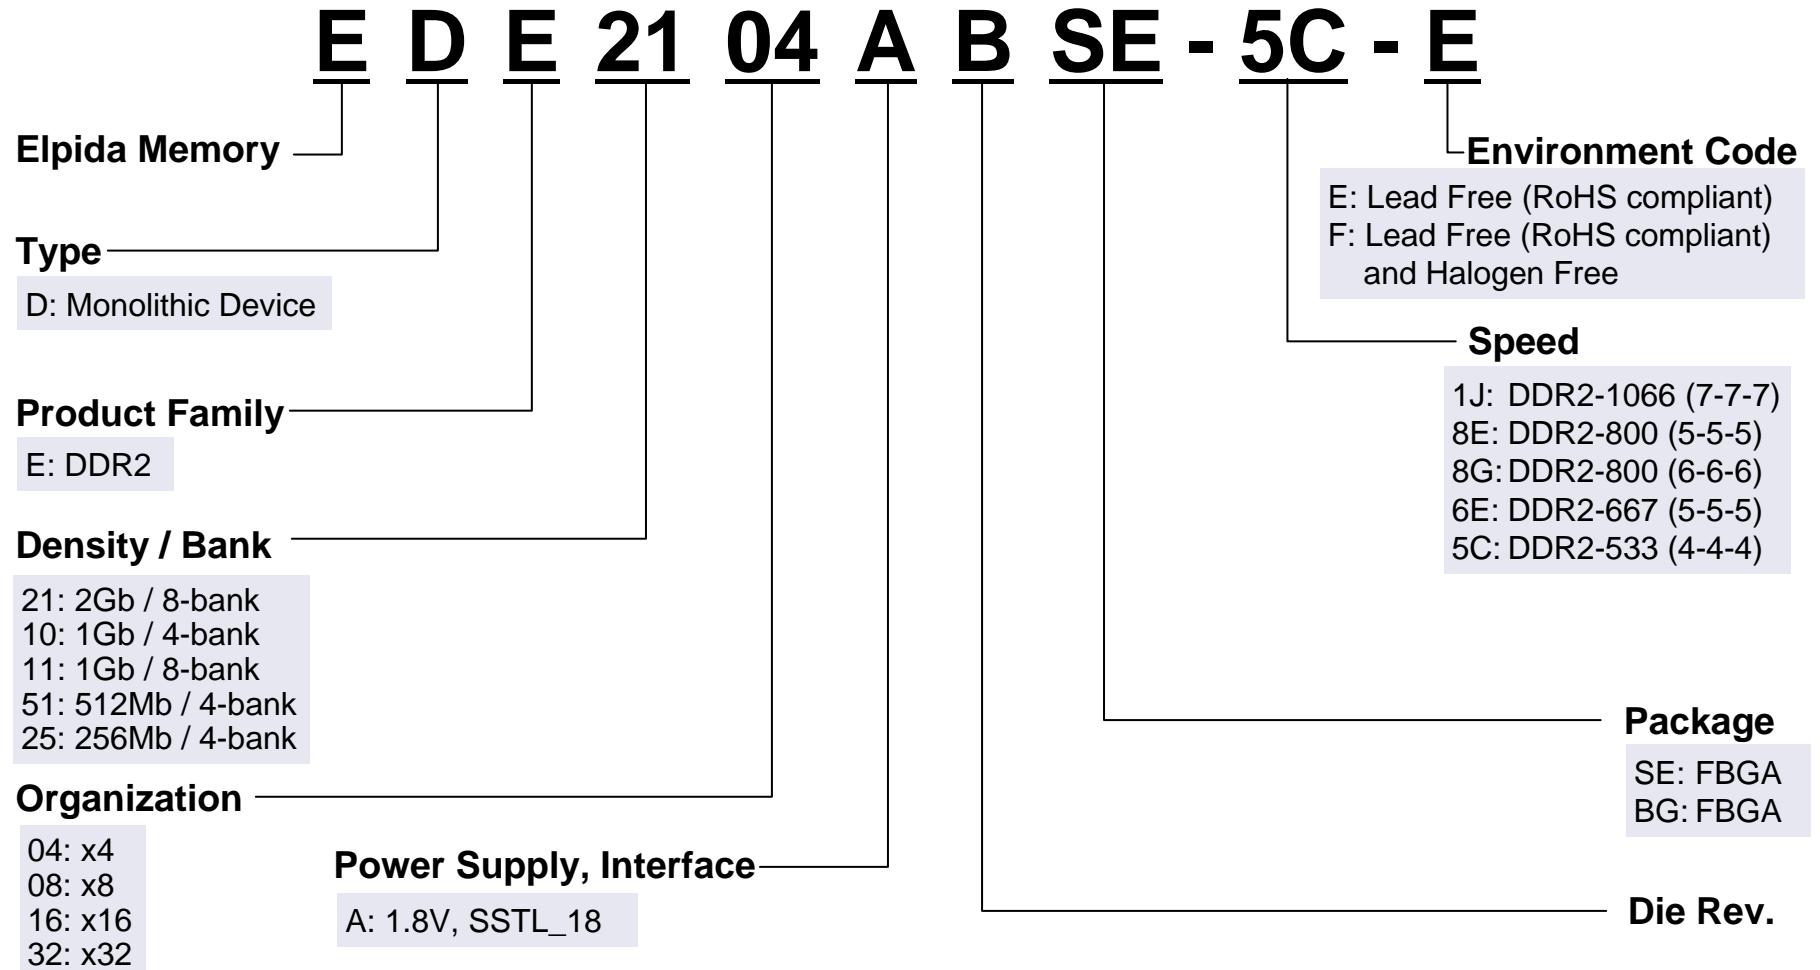 E D E 21 04 A B SE - 5C - E
Elpida Memory
Type
D: Monolithic Device
Product Family
E: DDR2
Density / Bank
21: 2Gb / 8-bank
10: 1Gb / 4-bank
11: 1Gb / 8-bank
51: 512Mb / 4-bank
25: 256Mb / 4-bank
Organization
04: x4
08: x8
16: x16
32: x32
Power Supply, Interface
A: 1.8V, SSTL_18
Environment Code
E: Lead Free (RoHS compliant)
F: Lead Free (RoHS compliant)
and Halogen Free
Speed
1J: DDR2-1066 (7-7-7)
8E: DDR2-800 (5-5-5)
8G: DDR2-800 (6-6-6)
6E: DDR2-667 (5-5-5)
5C: DDR2-533 (4-4-4)
Package
SE: FBGA
BG: FBGA
Die Rev.